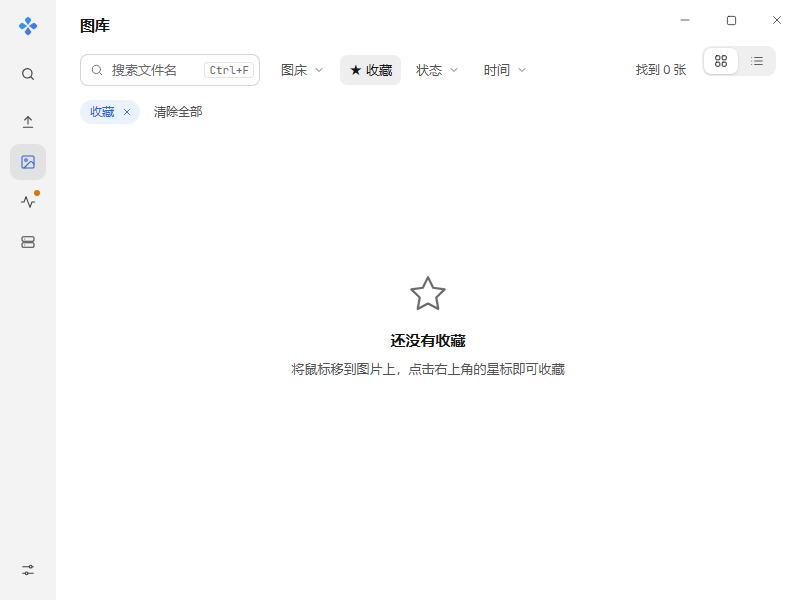 图库
搜索文件名 Ctrl+F 图床 ★ 收藏 状态 时间 找到 0 张
收藏 × 清除全部
还没有收藏
将鼠标移到图片上，点击右上角的星标即可收藏